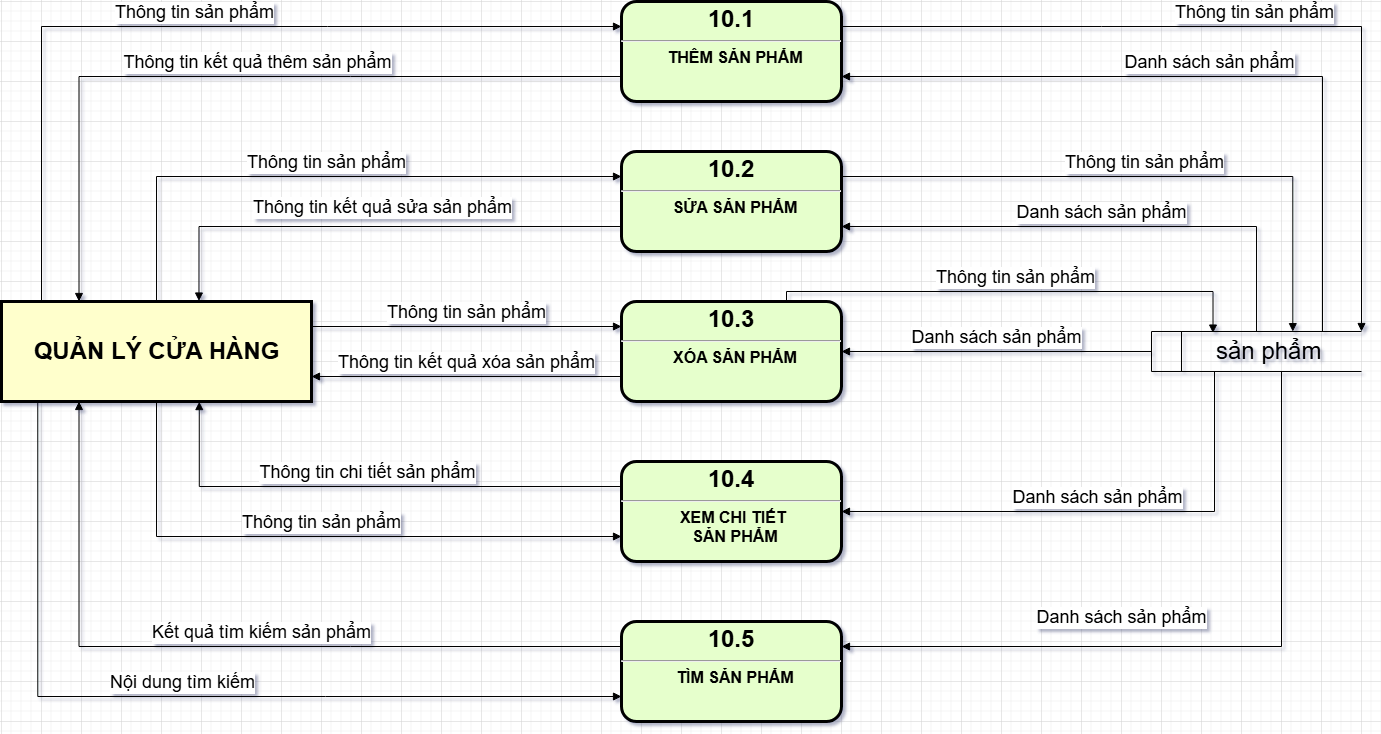 Thông tin sản phẩm
10.1
Thông tin sản phẩm
THÊM SẢN PHẨM
Thông tin kết quả thêm sản phẩm
Danh sách sản phẩm
Thông tin sản phẩm
10.2
Thông tin sản phẩm
Thông tin kết quả sửa sản phẩm
SỬA SẢN PHẨM
Danh sách sản phẩm
Thông tin sản phẩm
Thông tin sản phẩm
10.3
Danh sách sản phẩm
QUẢN LÝ CỬA HÀNG
sản phẩm
Thông tin kết quả xóa sản phẩm
XÓA SẢN PHẨM
Thông tin chi tiết sản phẩm
10.4
Danh sách sản phẩm
Thông tin sản phẩm
XEM CHI TIẾT
SẢN PHẨM
Danh sách sản phẩm
Kết quả tìm kiếm sản phẩm
10.5
Nội dung tìm kiếm
TÌM SẢN PHẨM